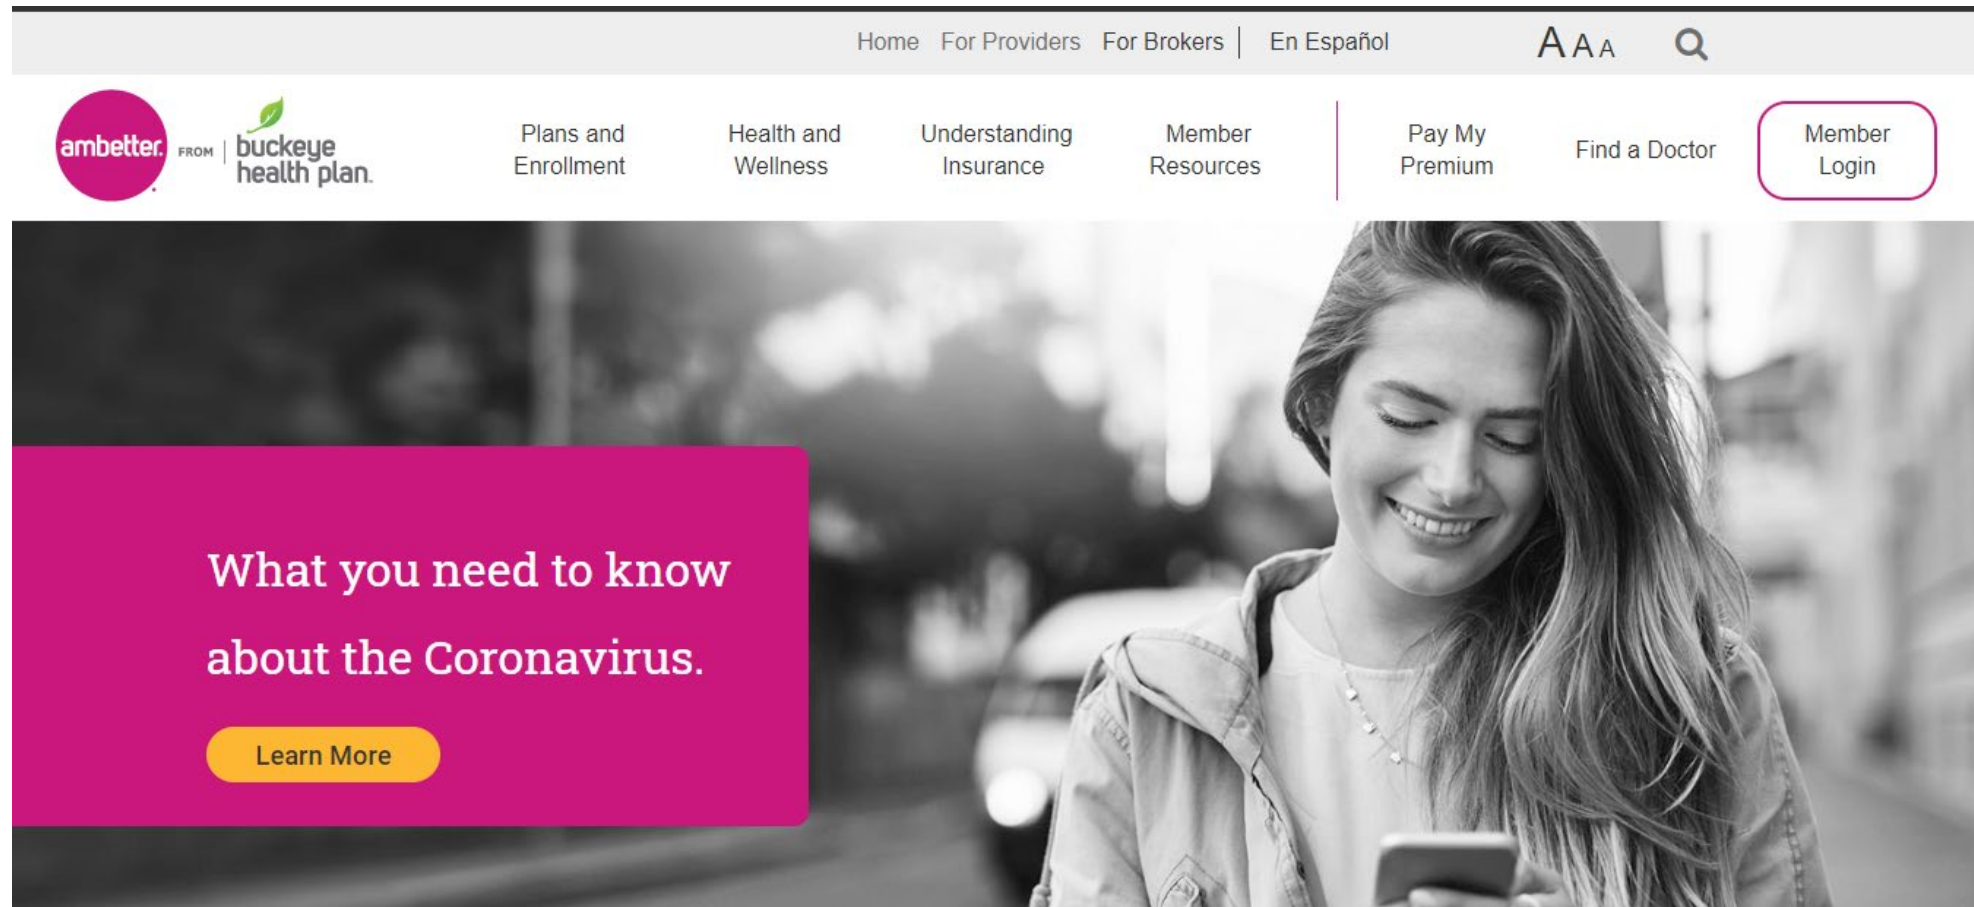 Home For Providers For Brokers | En Español A A A
ambetter. FROM | buckeye health plan.
Plans and Enrollment
Health and Wellness
Understanding Insurance
Member Resources
Pay My Premium
Find a Doctor
Member Login
What you need to know
about the Coronavirus.
Learn More